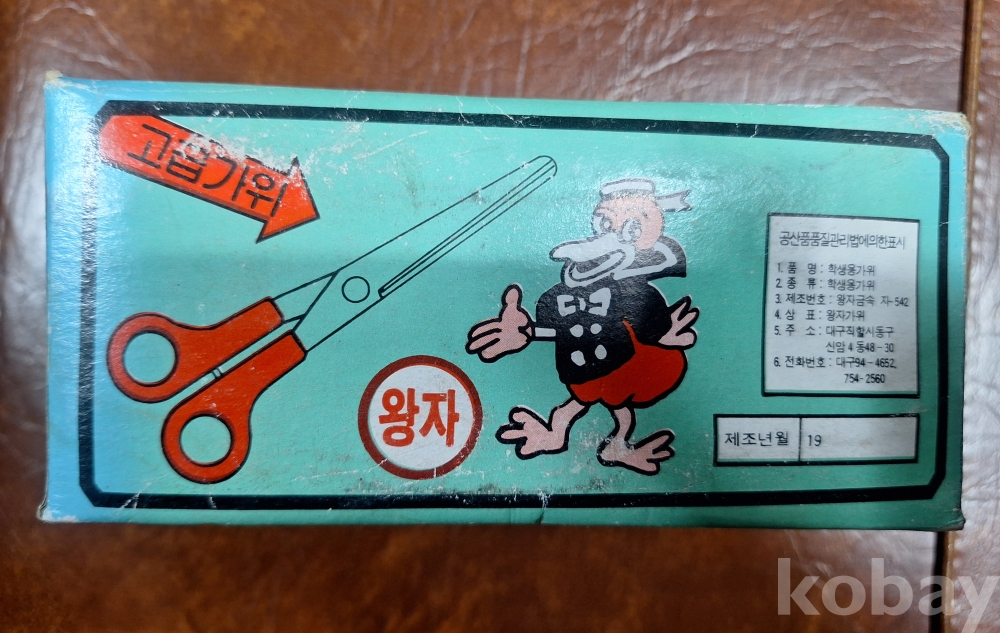 고급가위
왕자
공산품품질관리법에의한표시
1. 품 명 : 학생용가위
2. 종 류 : 학생용가위
3. 제조번호 : 왕자금속 자-542
4. 상 표 : 왕자가위
5. 주 소 : 대구직할시동구
신암4동48-30
6. 전화번호 : 대구94-4652,
754-2560
제조년월 19
kobay